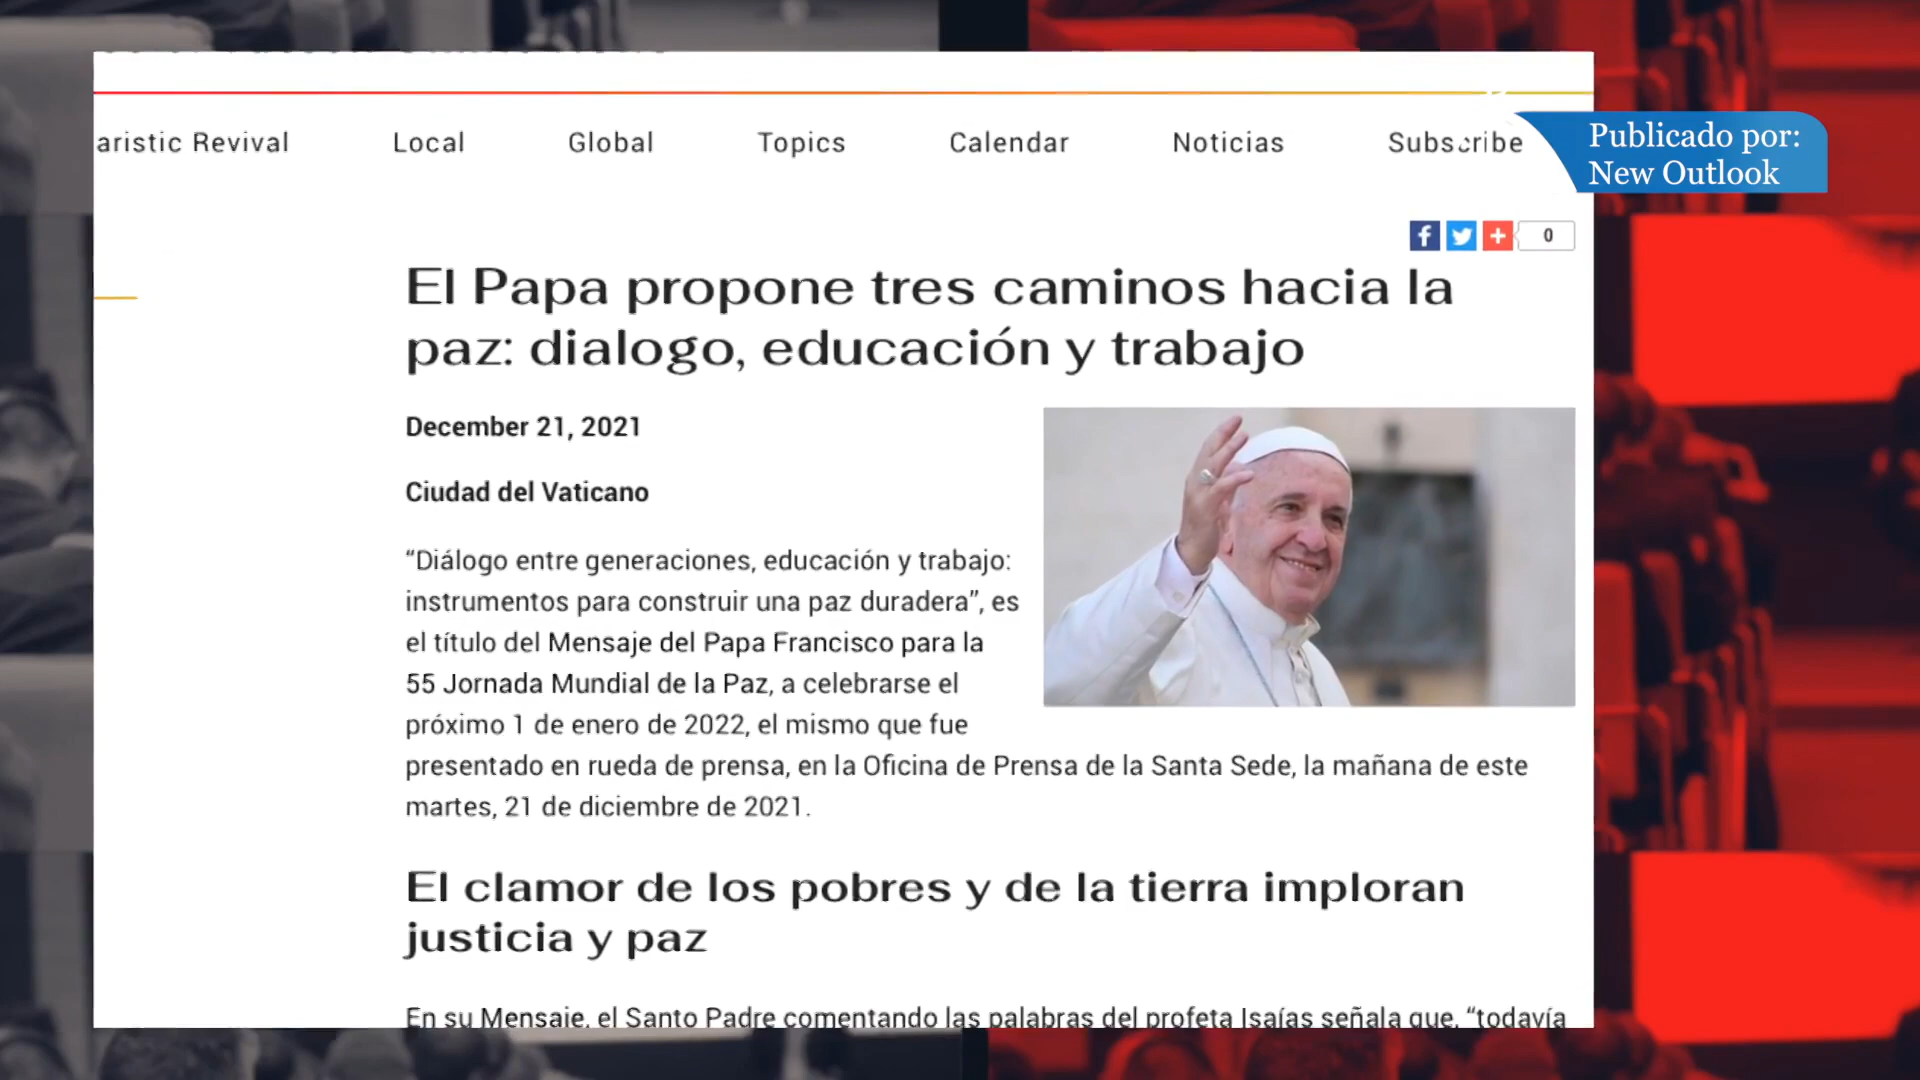 aristic Revival Local Global Topics Calendar Noticias Subscribe
Publicado por:
New Outlook
0
El Papa propone tres caminos hacia la
paz: dialogo, educación y trabajo
December 21, 2021
Ciudad del Vaticano
“Diálogo entre generaciones, educación y trabajo:
instrumentos para construir una paz duradera”, es
el título del Mensaje del Papa Francisco para la
55 Jornada Mundial de la Paz, a celebrarse el
próximo 1 de enero de 2022, el mismo que fue
presentado en rueda de prensa, en la Oficina de Prensa de la Santa Sede, la mañana de este
martes, 21 de diciembre de 2021.
El clamor de los pobres y de la tierra imploran
justicia y paz
En su Mensaje, el Santo Padre comentando las palabras del profeta Isaías señala que, “todavía